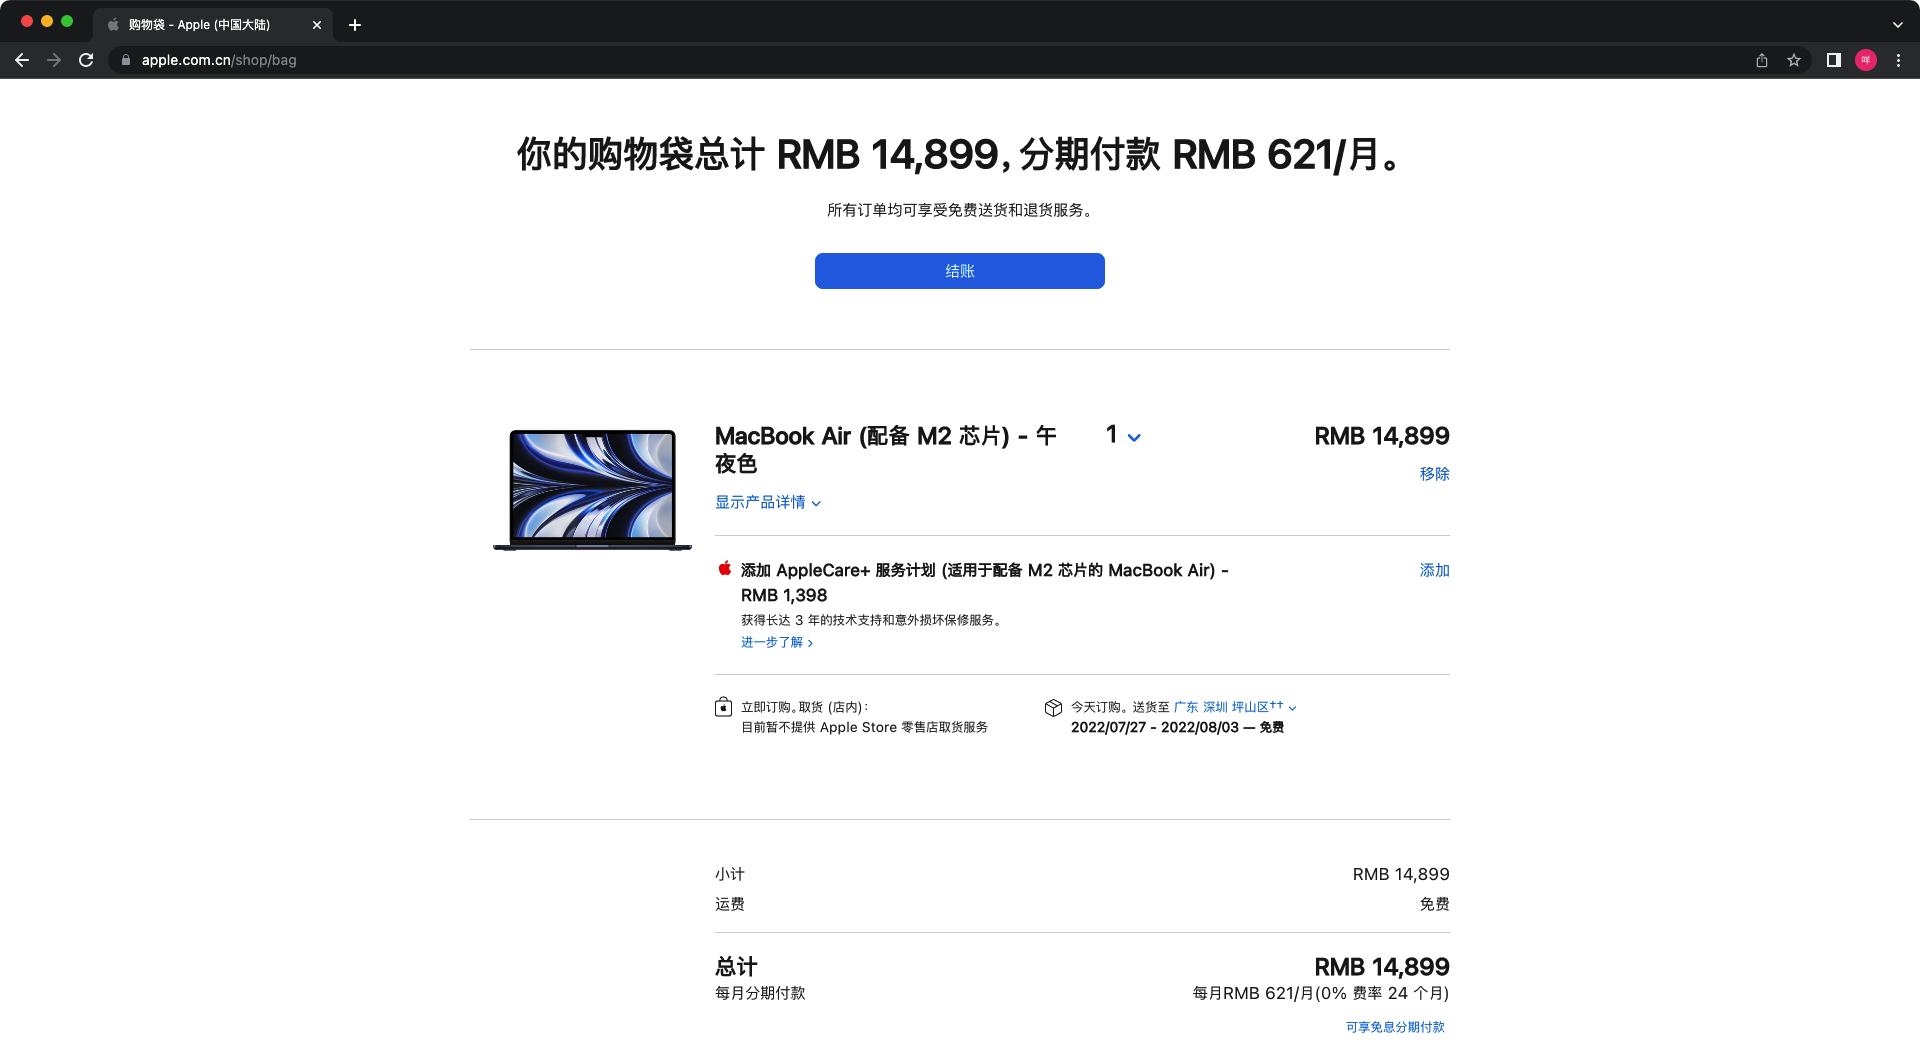 购物袋 - Apple (中国大陆)
apple.com.cn/shop/bag
咩
你的购物袋总计 RMB 14,899，分期付款 RMB 621/月。
所有订单均可享受免费送货和退货服务。
结账
MacBook Air (配备 M2 芯片) - 午
夜色
1
RMB 14,899
移除
显示产品详情
添加 AppleCare+ 服务计划 (适用于配备 M2 芯片的 MacBook Air) -
RMB 1,398
添加
获得长达 3 年的技术支持和意外损坏保修服务。
进一步了解
立即订购。取货 (店内)：
目前暂不提供 Apple Store 零售店取货服务
今天订购。送货至 广东 深圳 坪山区††
2022/07/27 - 2022/08/03 — 免费
小计 RMB 14,899
运费 免费
总计 RMB 14,899
每月分期付款 每月RMB 621/月(0% 费率 24 个月)
可享免息分期付款